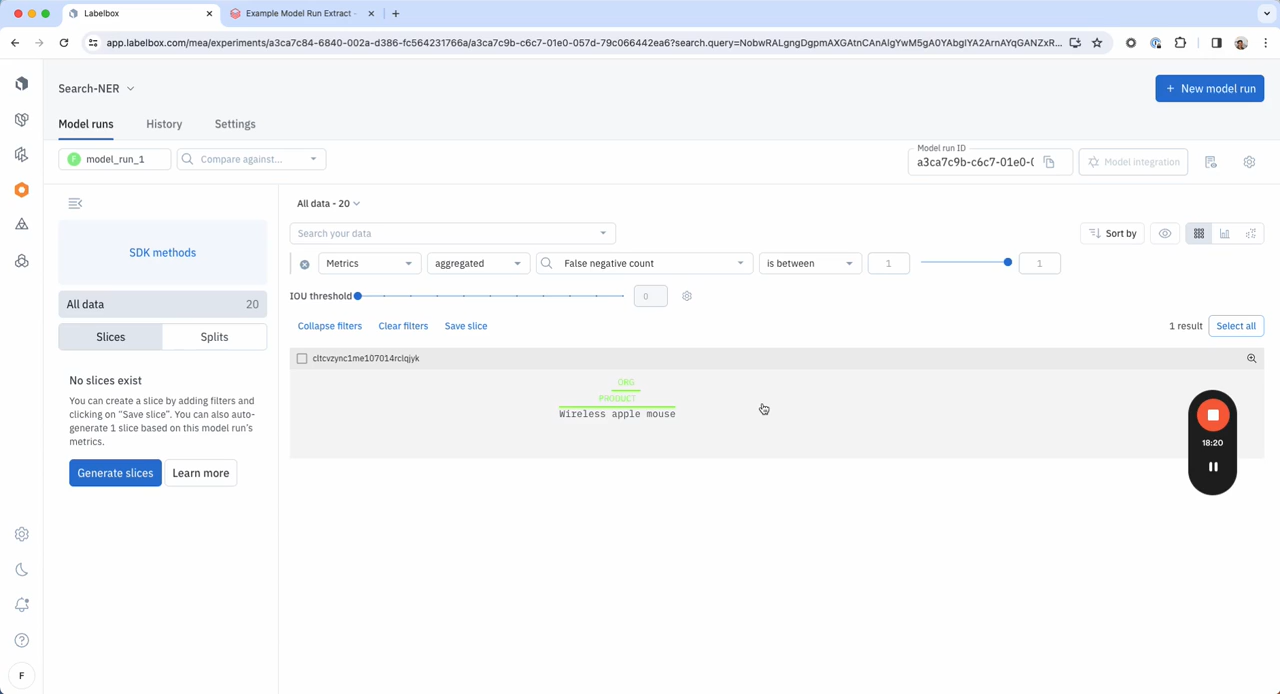 Labelbox
Example Model Run Extract -
app.labelbox.com/mea/experiments/a3ca7c84-6840-002a-d386-fc564231766a/a3ca7c9b-c6c7-01e0-057d-79c066442ea6?search.query=NobwRALgngDgpmAXGAtnCAnAlgYwM5gA0YAbgIYA2ArnAYqGANZxR...
Search-NER
+ New model run
Model runs
History
Settings
F
model_run_1
Compare against...
Model run ID
a3ca7c9b-c6c7-01e0-(
Model integration
SDK methods
All data
20
Slices
Splits
No slices exist
You can create a slice by adding filters and
clicking on “Save slice”. You can also auto-
generate 1 slice based on this model run’s
metrics.
Generate slices
Learn more
F
All data - 20
Search your data
Sort by
Metrics
aggregated
False negative count
is between
1
1
IOU threshold
0
Collapse filters
Clear filters
Save slice
1 result
Select all
cltcvzync1me107014rclqjyk
ORG
PRODUCT
Wireless apple mouse
18:20